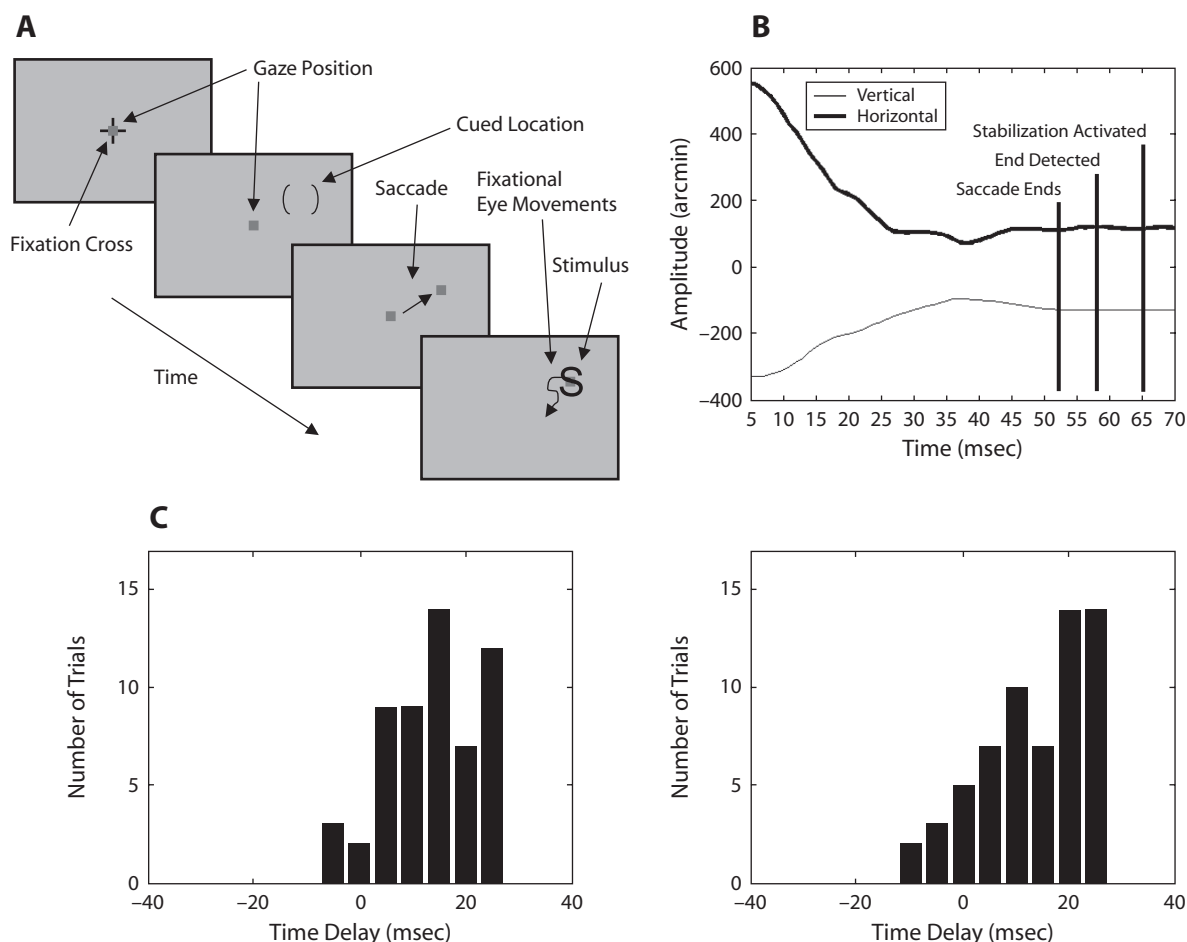 A
Gaze Position
Cued Location
Saccade
Fixational
Eye Movements
Stimulus
Fixation Cross
Time
S
B
600
400
200
0
−200
−400
Amplitude (arcmin)
Vertical
Horizontal
Stabilization Activated
End Detected
Saccade Ends
5 10 15 20 25 30 35 40 45 50 55 60 65 70
Time (msec)
C
15
10
5
0
Number of Trials
−40 −20 0 20 40
Time Delay (msec)
15
10
5
0
Number of Trials
−40 −20 0 20 40
Time Delay (msec)